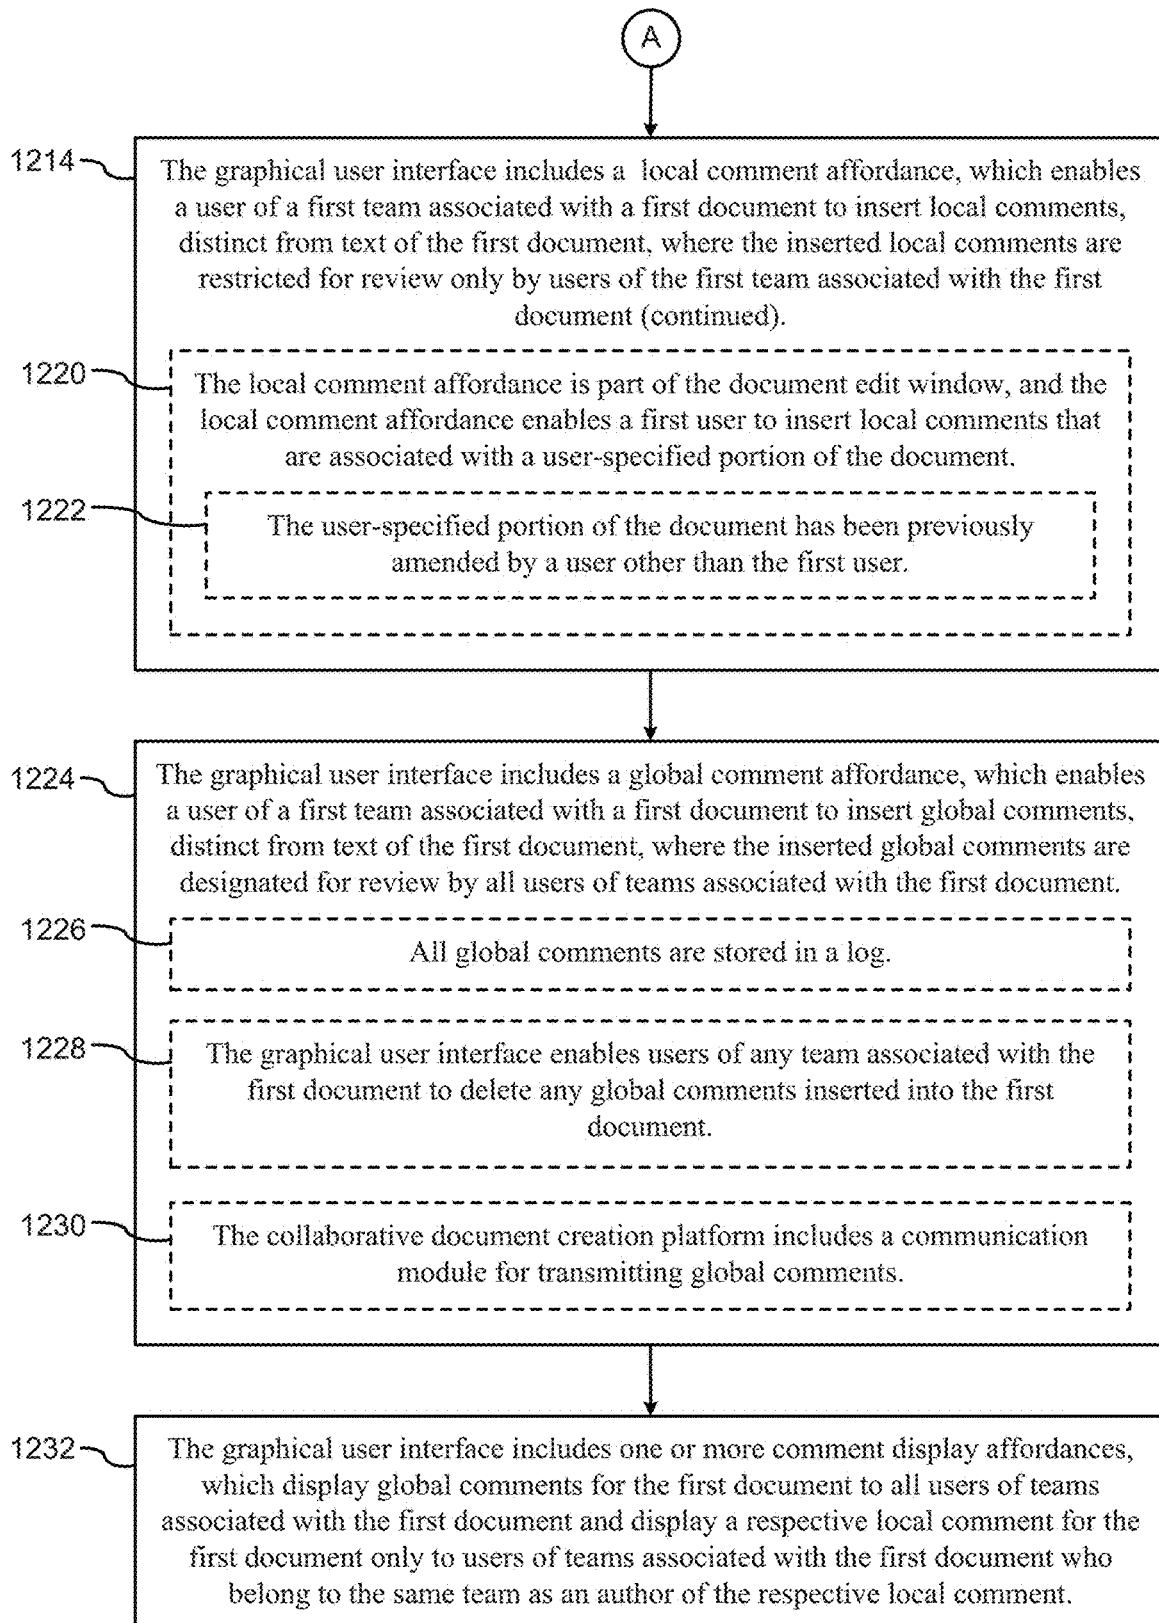 A
1214
The graphical user interface includes a local comment affordance, which enables
a user of a first team associated with a first document to insert local comments,
distinct from text of the first document, where the inserted local comments are
restricted for review only by users of the first team associated with the first
document (continued).
1220
The local comment affordance is part of the document edit window, and the
local comment affordance enables a first user to insert local comments that
are associated with a user-specified portion of the document.
1222
The user-specified portion of the document has been previously
amended by a user other than the first user.
1224
The graphical user interface includes a global comment affordance, which enables
a user of a first team associated with a first document to insert global comments,
distinct from text of the first document, where the inserted global comments are
designated for review by all users of teams associated with the first document.
1226
All global comments are stored in a log.
1228
The graphical user interface enables users of any team associated with the
first document to delete any global comments inserted into the first
document.
1230
The collaborative document creation platform includes a communication
module for transmitting global comments.
1232
The graphical user interface includes one or more comment display affordances,
which display global comments for the first document to all users of teams
associated with the first document and display a respective local comment for the
first document only to users of teams associated with the first document who
belong to the same team as an author of the respective local comment.